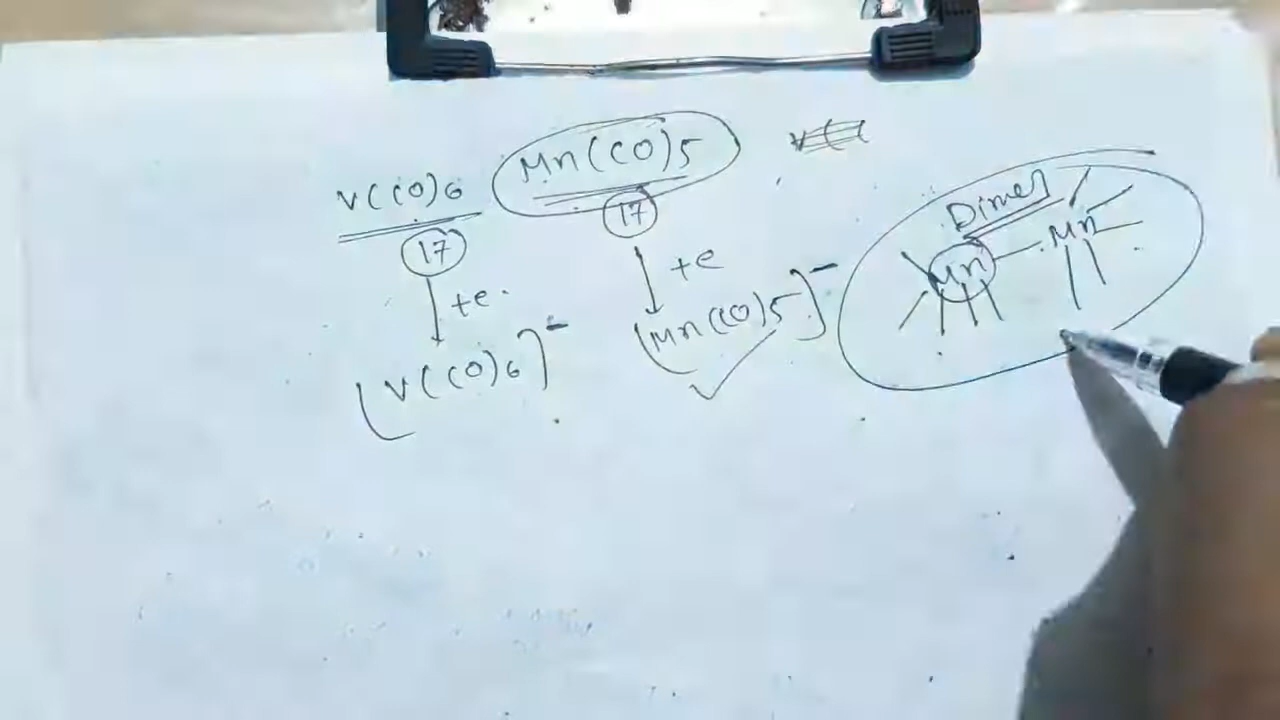 V(CO)6 Mn(CO)5
17 17
+e. +e
[V(CO)6]⁻ [Mn(CO)5]⁻
Dimer
Mn — Mn